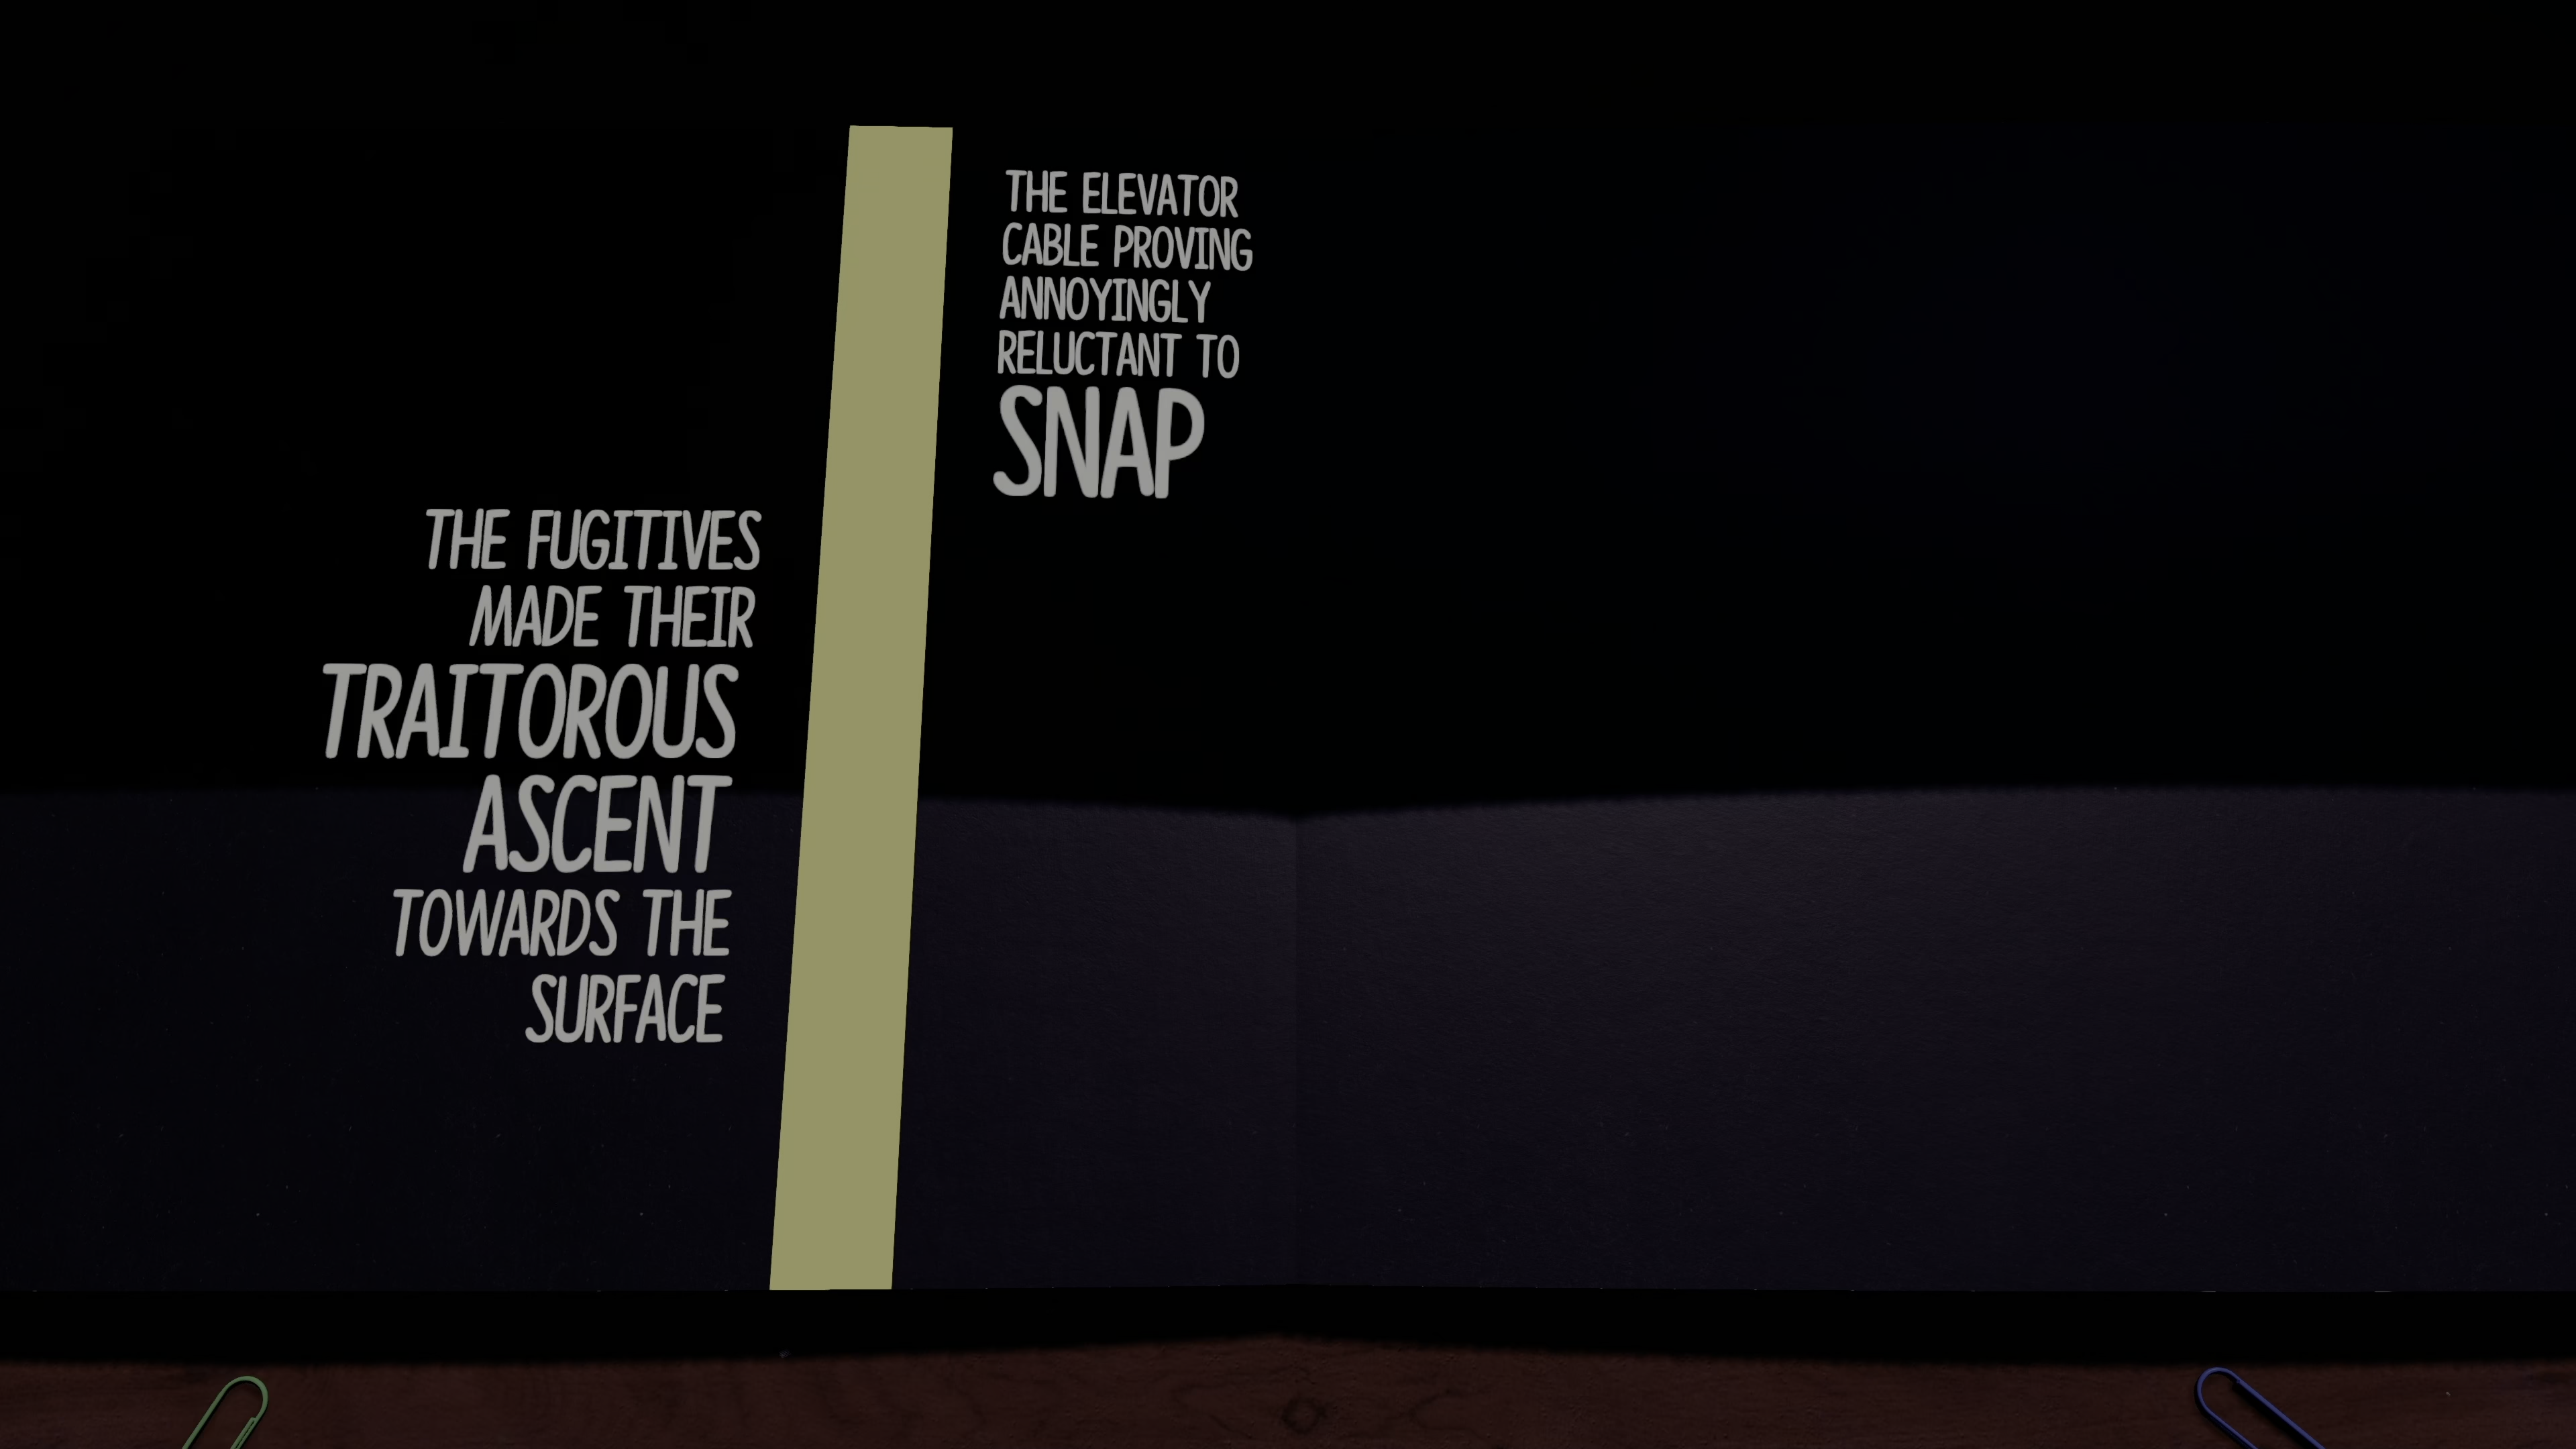 THE FUGITIVES
MADE THEIR
TRAITOROUS
ASCENT
TOWARDS THE
SURFACE
THE ELEVATOR
CABLE PROVING
ANNOYINGLY
RELUCTANT TO
SNAP